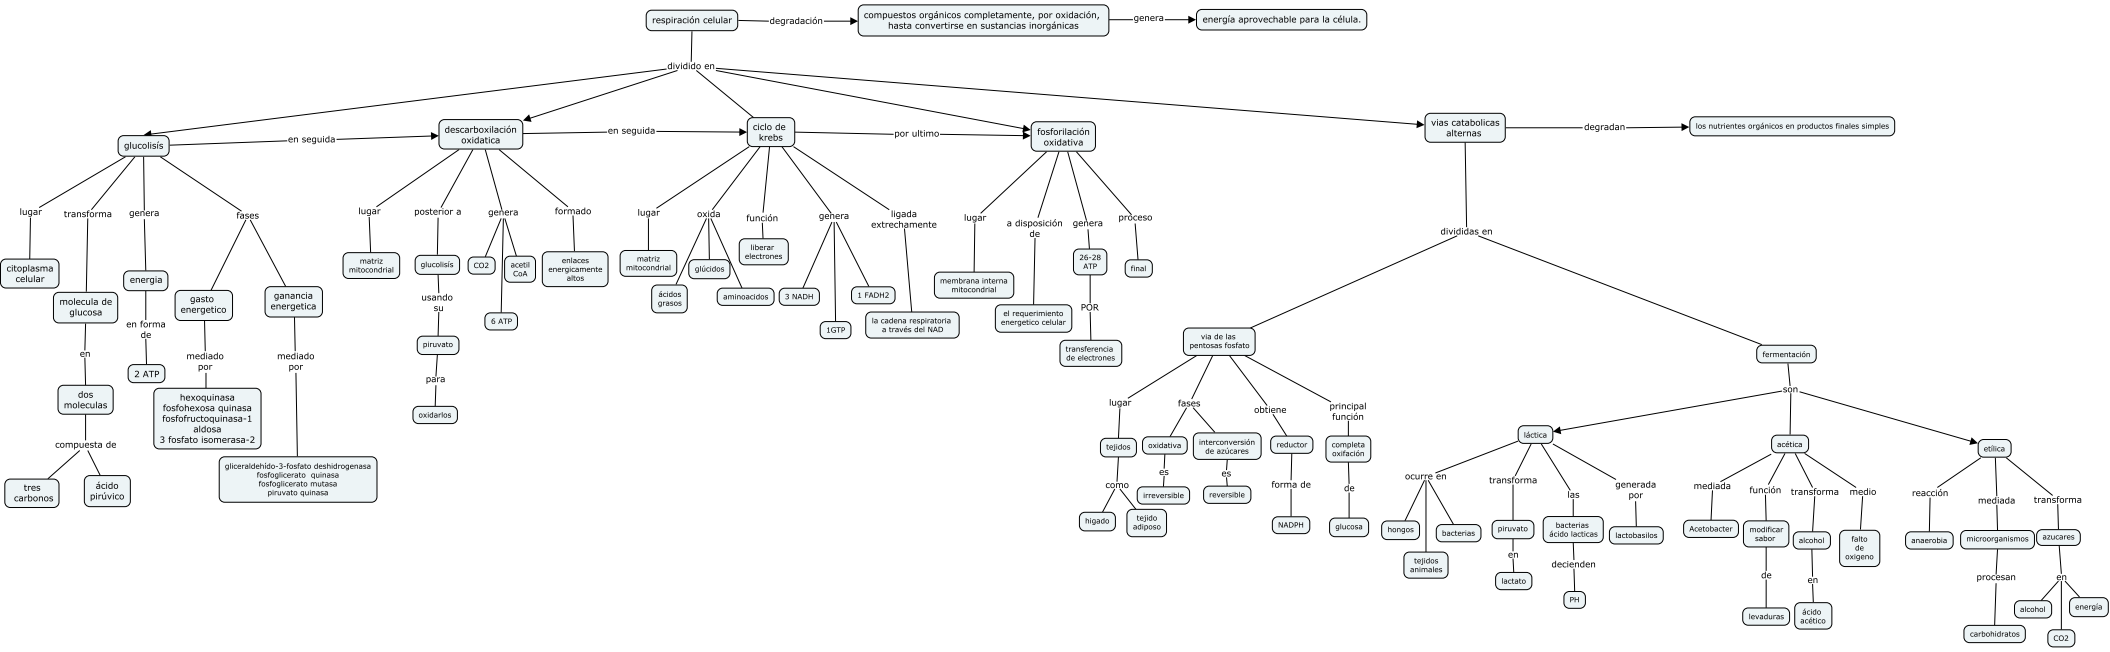 respiración celular
degradación
compuestos orgánicos completamente, por oxidación,
hasta convertirse en sustancias inorgánicas
genera
energía aprovechable para la célula.
dividido en
glucolisís
en seguida
descarboxilación
oxidatica
en seguida
ciclo de
krebs
por ultimo
fosforilación
oxidativa
vias catabolicas
alternas
degradan
los nutrientes orgánicos en productos finales simples
lugar
citoplasma
celular
transforma
molecula de
glucosa
en
dos
moleculas
compuesta de
tres
carbonos
ácido
pirúvico
genera
energia
en forma
de
2 ATP
fases
gasto
energetico
mediado
por
hexoquinasa
fosfohexosa quinasa
fosfofructoquinasa-1
aldosa
3 fosfato isomerasa-2
ganancia
energetica
mediado
por
gliceraldehído-3-fosfato deshidrogenasa
fosfoglicerato quinasa
fosfoglicerato mutasa
piruvato quinasa
lugar
matriz
mitocondrial
posterior a
glucolisís
usando
su
piruvato
para
oxidarlos
genera
CO2
acetil
CoA
6 ATP
formado
enlaces
energicamente
altos
lugar
matriz
mitocondrial
oxida
ácidos
grasos
glúcidos
aminoacidos
función
liberar
electrones
genera
3 NADH
1GTP
1 FADH2
ligada
extrechamente
la cadena respiratoria
a través del NAD
lugar
membrana interna
mitocondrial
a disposición
de
el requerimiento
energetico celular
genera
26-28
ATP
POR
transferencia
de electrones
proceso
final
divididas en
via de las
pentosas fosfato
lugar
tejidos
como
higado
tejido
adiposo
fases
oxidativa
es
irreversible
interconversión
de azúcares
es
reversible
obtiene
reductor
forma de
NADPH
principal
función
completa
oxifación
de
glucosa
fermentación
son
láctica
ocurre en
hongos
tejidos
animales
bacterias
transforma
piruvato
en
lactato
las
bacterias
ácido lacticas
decienden
PH
generada
por
lactobasilos
acética
mediada
Acetobacter
función
modificar
sabor
de
levaduras
transforma
alcohol
en
ácido
acético
medio
falto
de
oxigeno
etílica
reacción
anaerobia
mediada
microorganismos
procesan
carbohidratos
transforma
azucares
en
alcohol
CO2
energía